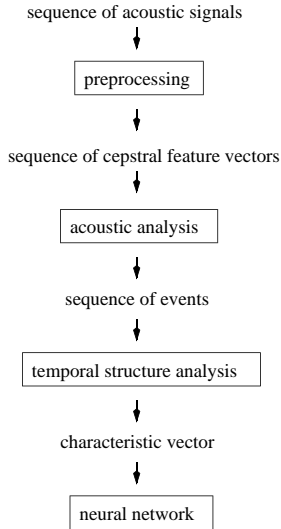 sequence of acoustic signals
preprocessing
sequence of cepstral feature vectors
acoustic analysis
sequence of events
temporal structure analysis
characteristic vector
neural network